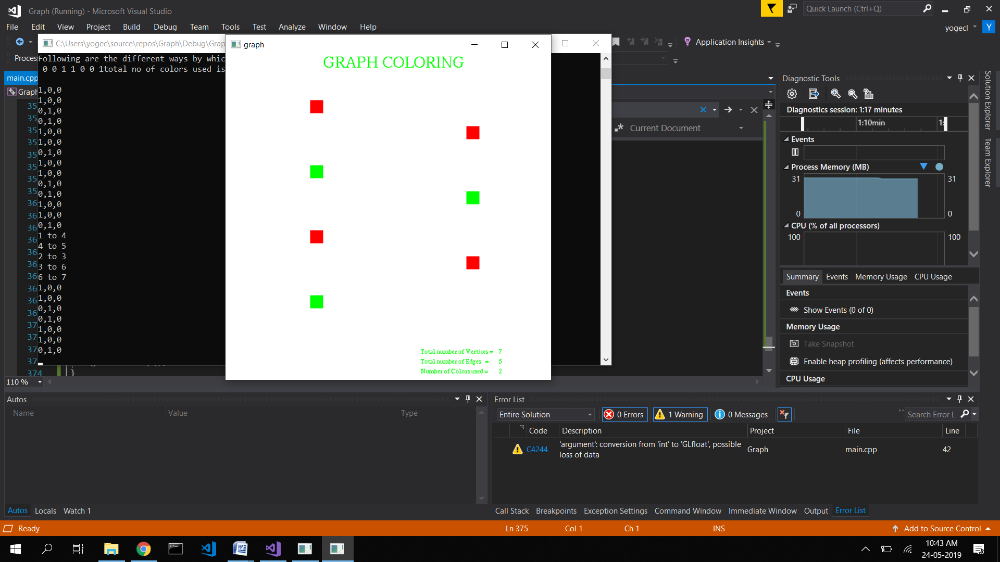 Graph (Running) - Microsoft Visual Studio
Quick Launch (Ctrl+Q)
File Edit View Project Build Debug Team Tools Test Analyze Window Help
yogecl Y
C:\Users\yogec\source\repos\Graph\Debug\Grap
graph
Application Insights
Proces
Following are the different ways by whic
0 0 1 1 0 0 1total no of colors used is
GRAPH COLORING
main.cpp
Graph
1,0,0
1,0,0
0,1,0
0,1,0
1,0,0
1,0,0
0,1,0
1,0,0
1,0,0
0,1,0
0,1,0
1,0,0
1,0,0
0,1,0
1 to 4
4 to 5
2 to 3
3 to 6
6 to 7
1,0,0
1,0,0
0,1,0
0,1,0
1,0,0
1,0,0
0,1,0
35
35
35
35
35
35
35
35
36
36
36
36
36
36
36
36
36
37
37
37
37
374 }
110 %
Total number of Vertices = 7
Total number of Edges = 5
Number of Colors used = 2
Current Document
Diagnostic Tools
Diagnostics session: 1:17 minutes
1:10min 1:
Events
Process Memory (MB)
31 31
0 0
CPU (% of all processors)
100 100
Summary Events Memory Usage CPU Usage
Events
Show Events (0 of 0)
Memory Usage
Take Snapshot
Enable heap profiling (affects performance)
CPU Usage
Solution Explorer
Team Explorer
Autos
Name Value Type
Autos Locals Watch 1
Error List
Entire Solution 0 Errors 1 Warning 0 Messages Search Error L
Code Description Project File Line
C4244 'argument': conversion from 'int' to 'GLfloat', possible loss of data Graph main.cpp 42
Call Stack Breakpoints Exception Settings Command Window Immediate Window Output Error List
Ready Ln 375 Col 1 Ch 1 INS Add to Source Control
10:43 AM
24-05-2019